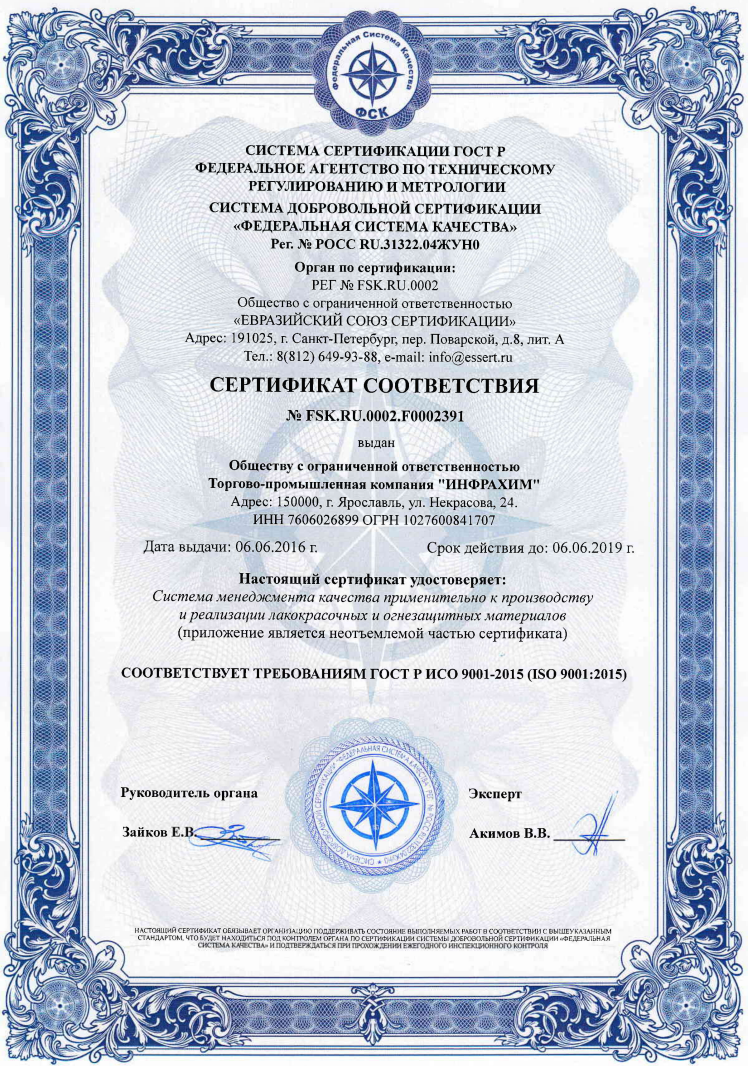 Федеральная Система Качества
ФСК
СИСТЕМА СЕРТИФИКАЦИИ ГОСТ Р
ФЕДЕРАЛЬНОЕ АГЕНТСТВО ПО ТЕХНИЧЕСКОМУ
РЕГУЛИРОВАНИЮ И МЕТРОЛОГИИ
СИСТЕМА ДОБРОВОЛЬНОЙ СЕРТИФИКАЦИИ
«ФЕДЕРАЛЬНАЯ СИСТЕМА КАЧЕСТВА»
Рег. № РОСС RU.31322.04ЖУН0
Орган по сертификации:
РЕГ № FSK.RU.0002
Общество с ограниченной ответственностью
«ЕВРАЗИЙСКИЙ СОЮЗ СЕРТИФИКАЦИИ»
Адрес: 191025, г. Санкт-Петербург, пер. Поварской, д.8, лит. А
Тел.: 8(812) 649-93-88, e-mail: info@essert.ru
СЕРТИФИКАТ СООТВЕТСТВИЯ
№ FSK.RU.0002.F0002391
выдан
Обществу с ограниченной ответственностью
Торгово-промышленная компания "ИНФРАХИМ"
Адрес: 150000, г. Ярославль, ул. Некрасова, 24.
ИНН 7606026899 ОГРН 1027600841707
Дата выдачи: 06.06.2016 г. Срок действия до: 06.06.2019 г.
Настоящий сертификат удостоверяет:
Система менеджмента качества применительно к производству
и реализации лакокрасочных и огнезащитных материалов
(приложение является неотъемлемой частью сертификата)
СООТВЕТСТВУЕТ ТРЕБОВАНИЯМ ГОСТ Р ИСО 9001-2015 (ISO 9001:2015)
СИСТЕМА ДОБРОВОЛЬНОЙ СЕРТИФИКАЦИИ «ФЕДЕРАЛЬНАЯ СИСТЕМА КАЧЕСТВА»
Руководитель органа Эксперт
Зайков Е.В. Акимов В.В.
НАСТОЯЩИЙ СЕРТИФИКАТ ОБЯЗЫВАЕТ ОРГАНИЗАЦИЮ ПОДДЕРЖИВАТЬ СОСТОЯНИЕ ВЫПОЛНЯЕМЫХ РАБОТ В СООТВЕТСТВИИ С ВЫШЕУКАЗАННЫМ
СТАНДАРТОМ, ЧТО БУДЕТ НАХОДИТЬСЯ ПОД КОНТРОЛЕМ ОРГАНА ПО СЕРТИФИКАЦИИ СИСТЕМЫ ДОБРОВОЛЬНОЙ СЕРТИФИКАЦИИ «ФЕДЕРАЛЬНАЯ
СИСТЕМА КАЧЕСТВА» И ПОДТВЕРЖДАТЬСЯ ПРИ ПРОХОЖДЕНИИ ЕЖЕГОДНОГО ИНСПЕКЦИОННОГО КОНТРОЛЯ